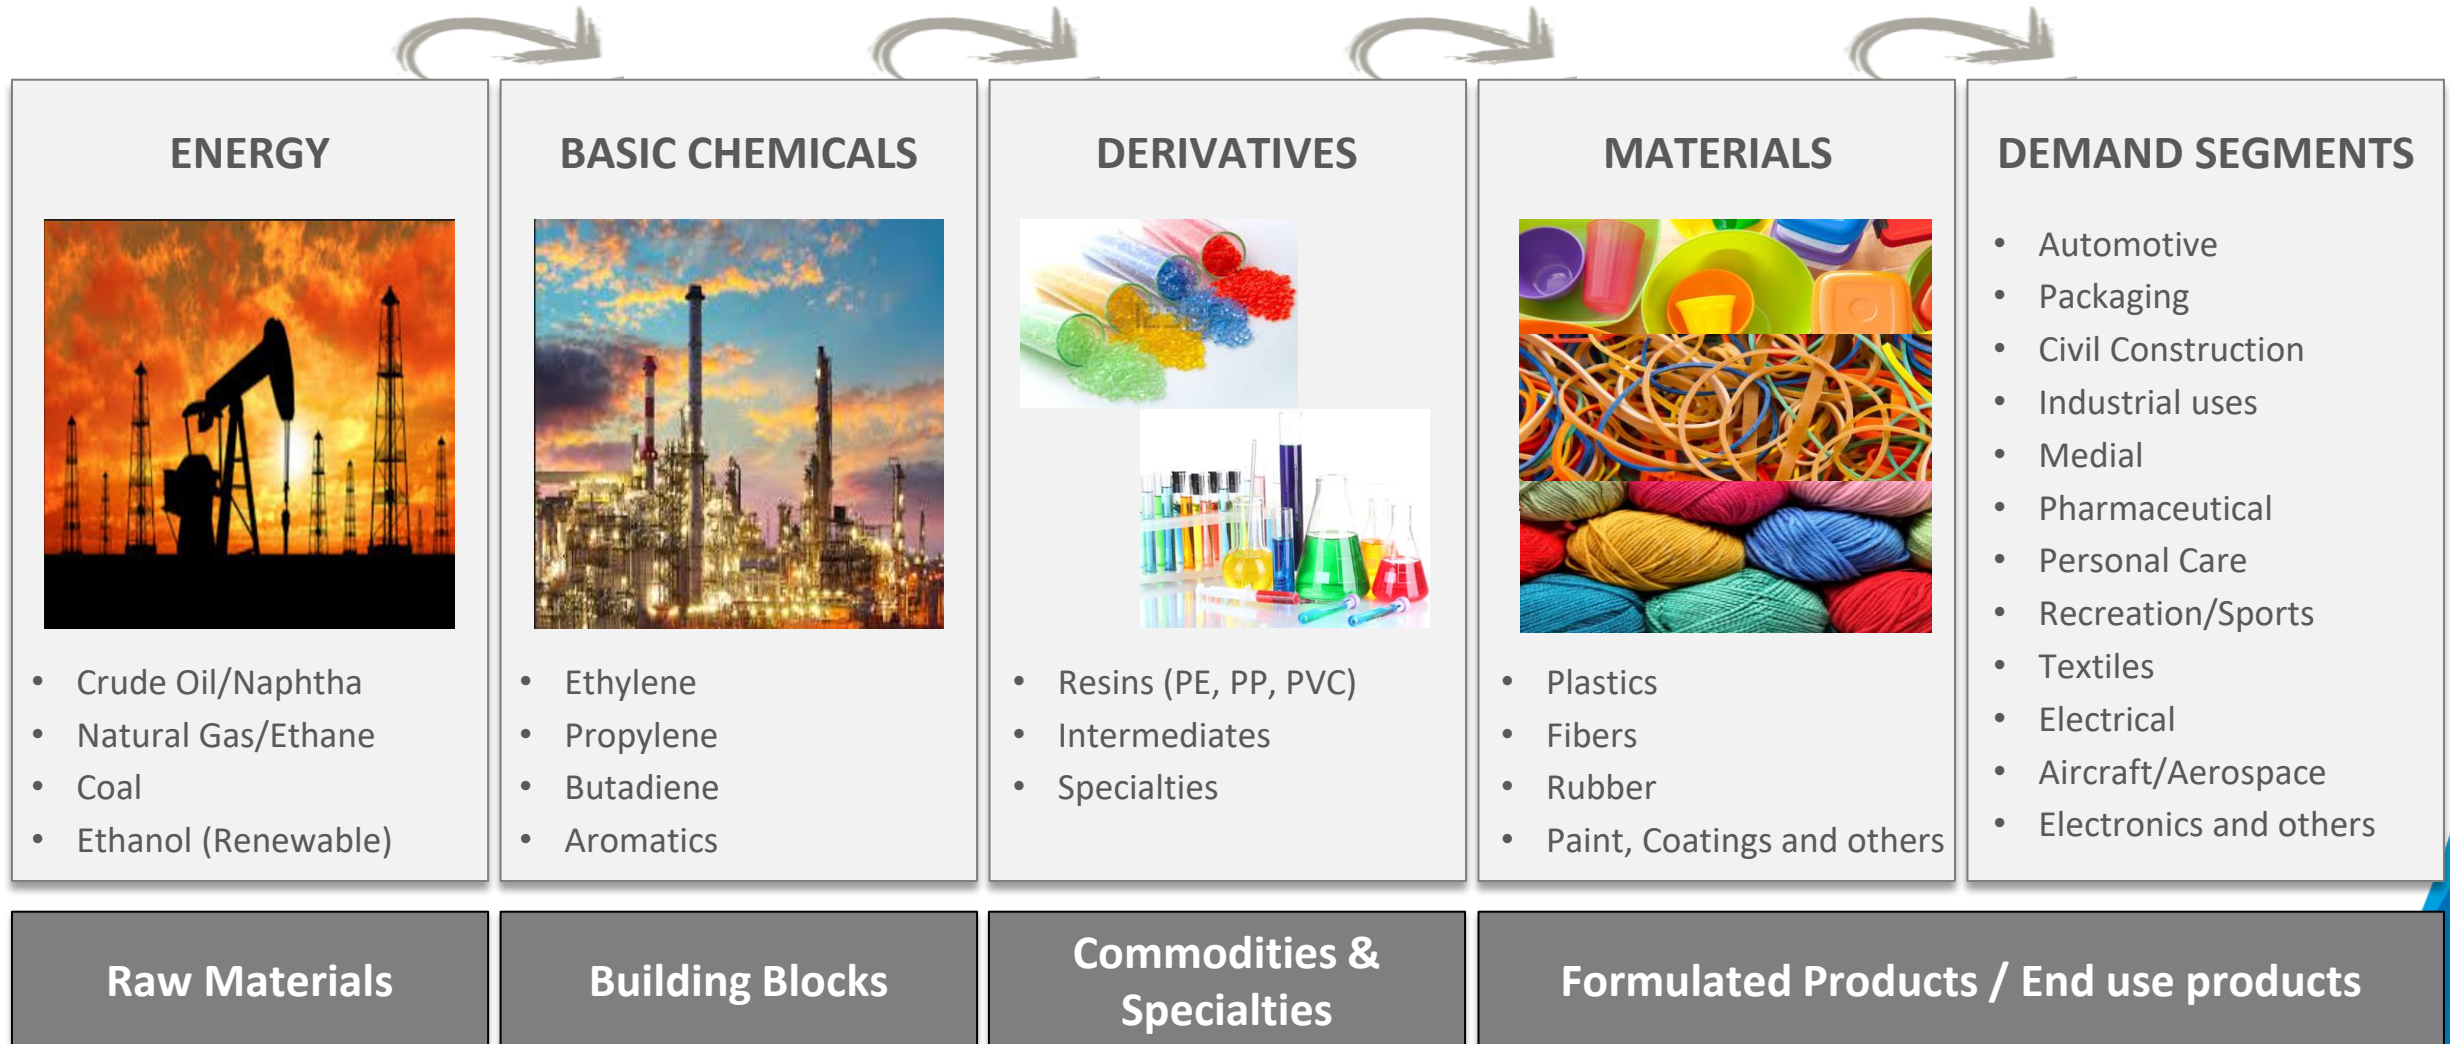 ENERGY
• Crude Oil/Naphtha
• Natural Gas/Ethane
• Coal
• Ethanol (Renewable)
Raw Materials
BASIC CHEMICALS
• Ethylene
• Propylene
• Butadiene
• Aromatics
Building Blocks
DERIVATIVES
• Resins (PE, PP, PVC)
• Intermediates
• Specialties
Commodities &
Specialties
MATERIALS
• Plastics
• Fibers
• Rubber
• Paint, Coatings and others
DEMAND SEGMENTS
• Automotive
• Packaging
• Civil Construction
• Industrial uses
• Medial
• Pharmaceutical
• Personal Care
• Recreation/Sports
• Textiles
• Electrical
• Aircraft/Aerospace
• Electronics and others
Formulated Products / End use products